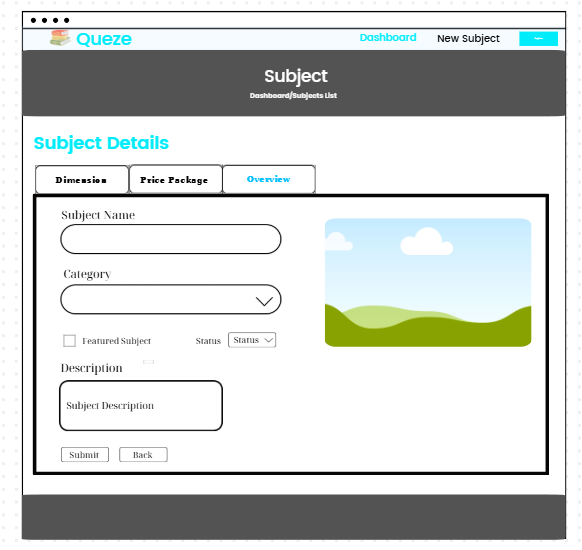 Queze
Dashboard
New Subject
Subject
Dashboard/Subjects List
Subject Details
Dimension
Price Package
Overview
Subject Name
Category
Featured Subject
Status
Status
Description
Subject Description
Submit
Back